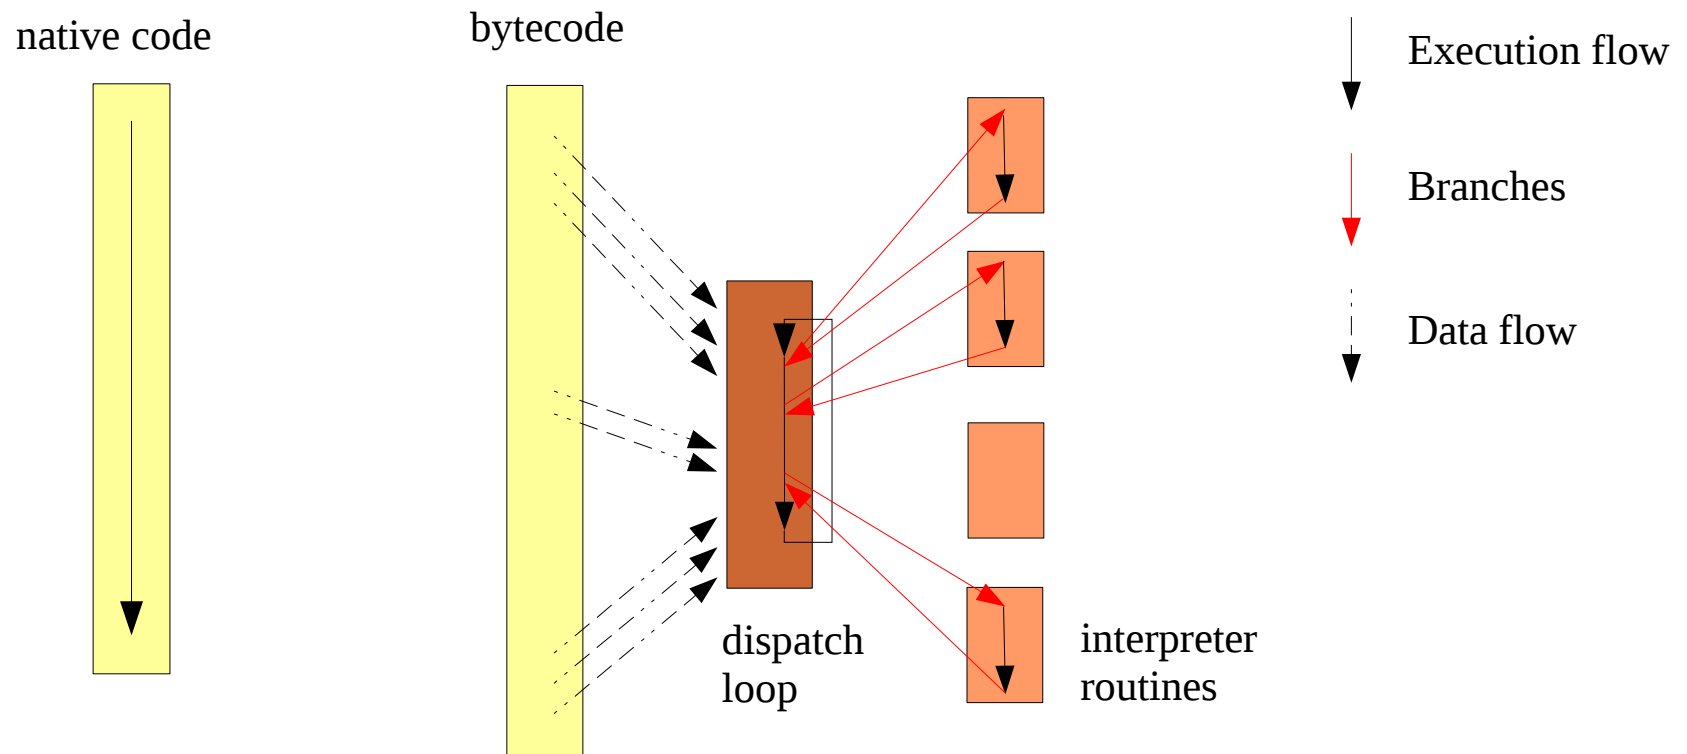 native code
bytecode
Execution flow
Branches
Data flow
dispatch
loop
interpreter
routines